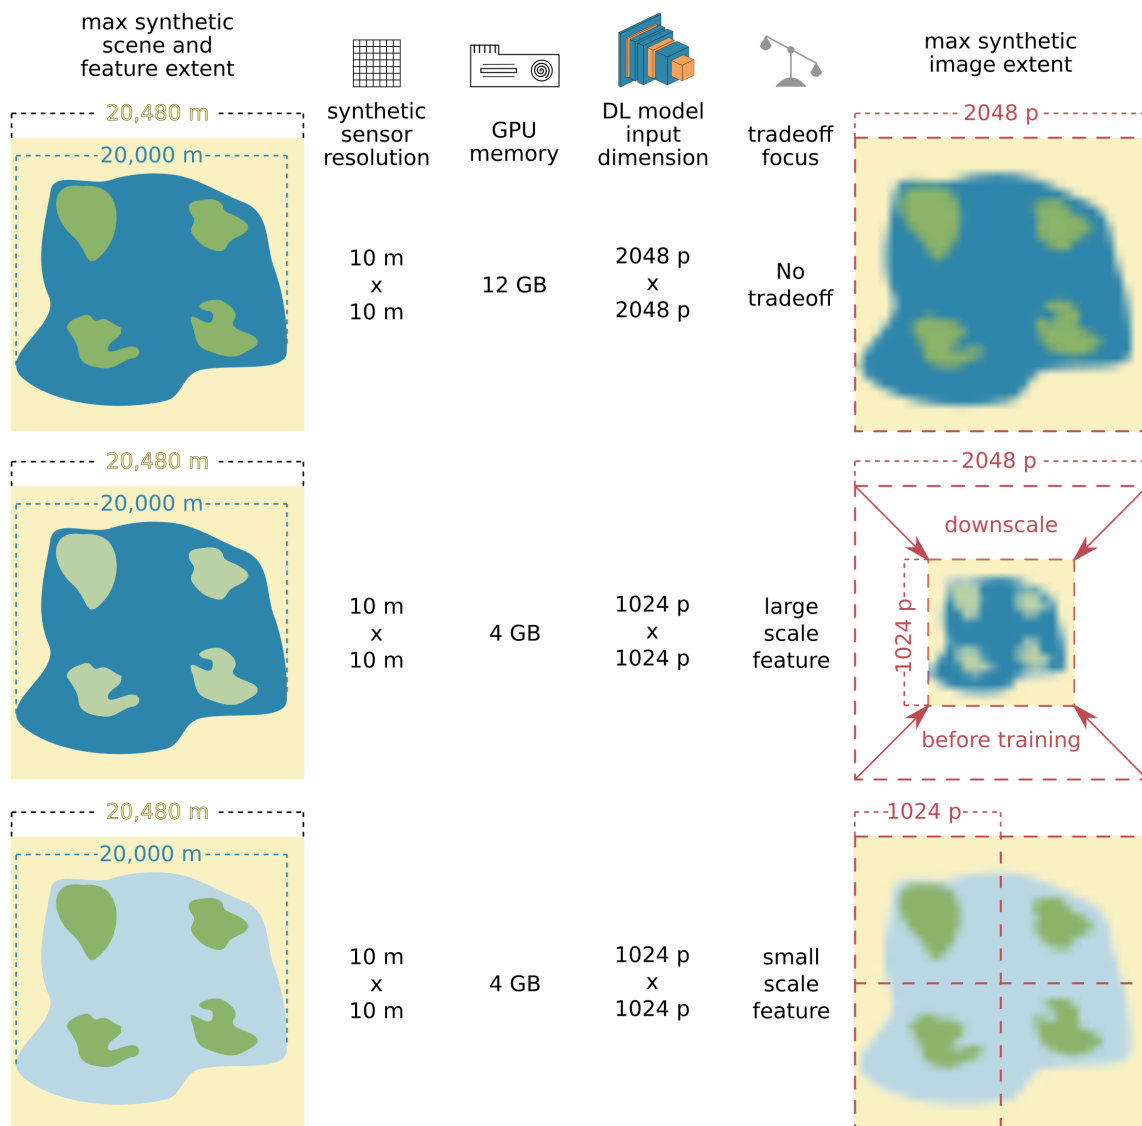 max synthetic
scene and
feature extent
synthetic
sensor
resolution
GPU
memory
DL model
input
dimension
tradeoff
focus
max synthetic
image extent
20,480 m
20,000 m
10 m
x
10 m
12 GB
2048 p
x
2048 p
No
tradeoff
2048 p
20,480 m
20,000 m
10 m
x
10 m
4 GB
1024 p
x
1024 p
large
scale
feature
2048 p
downscale
1024 p
before training
20,480 m
20,000 m
10 m
x
10 m
4 GB
1024 p
x
1024 p
small
scale
feature
1024 p